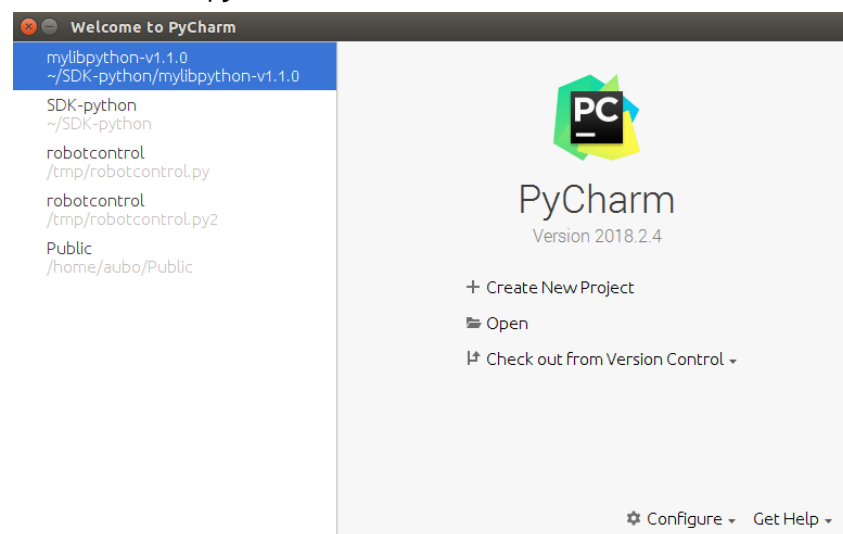 Welcome to PyCharm
mylibpython-v1.1.0
~/SDK-python/mylibpython-v1.1.0
SDK-python
~/SDK-python
robotcontrol
/tmp/robotcontrol.py
robotcontrol
/tmp/robotcontrol.py2
Public
/home/aubo/Public
PC
PyCharm
Version 2018.2.4
Create New Project
Open
Check out from Version Control
Configure
Get Help